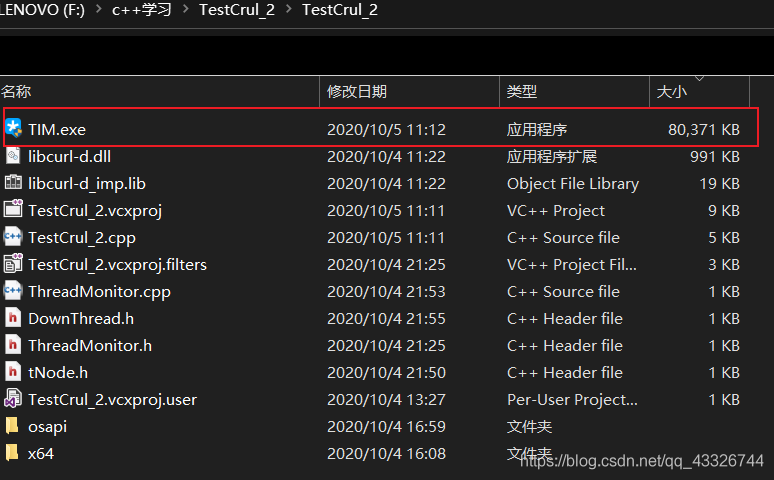 LENOVO (F:) > c++学习 > TestCrul_2 > TestCrul_2
名称 修改日期 类型 大小
TIM.exe 2020/10/5 11:12 应用程序 80,371 KB
libcurl-d.dll 2020/10/4 11:22 应用程序扩展 991 KB
libcurl-d_imp.lib 2020/10/4 11:22 Object File Library 19 KB
TestCrul_2.vcxproj 2020/10/5 11:11 VC++ Project 9 KB
TestCrul_2.cpp 2020/10/5 11:11 C++ Source file 5 KB
TestCrul_2.vcxproj.filters 2020/10/4 21:25 VC++ Project Fil... 3 KB
ThreadMonitor.cpp 2020/10/4 21:53 C++ Source file 1 KB
DownThread.h 2020/10/4 21:55 C++ Header file 1 KB
ThreadMonitor.h 2020/10/4 21:25 C++ Header file 1 KB
tNode.h 2020/10/4 21:50 C++ Header file 1 KB
TestCrul_2.vcxproj.user 2020/10/4 13:27 Per-User Project... 1 KB
osapi 2020/10/4 16:59 文件夹
x64 2020/10/4 16:08 文件夹
https://blog.csdn.net/qq_43326744